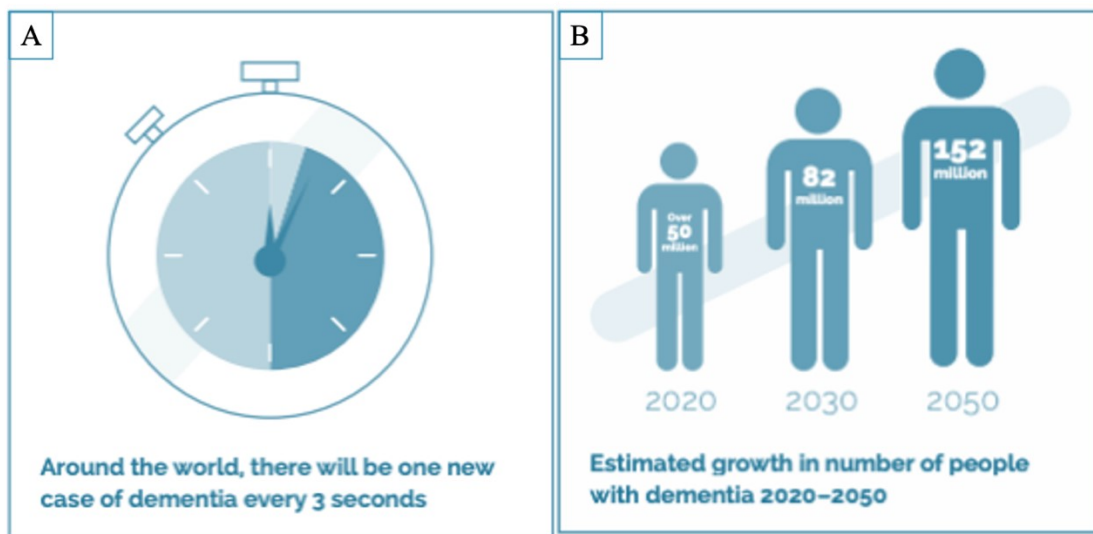 A
Around the world, there will be one new
case of dementia every 3 seconds
B
Over
50
million
82
million
152
million
2020
2030
2050
Estimated growth in number of people
with dementia 2020–2050